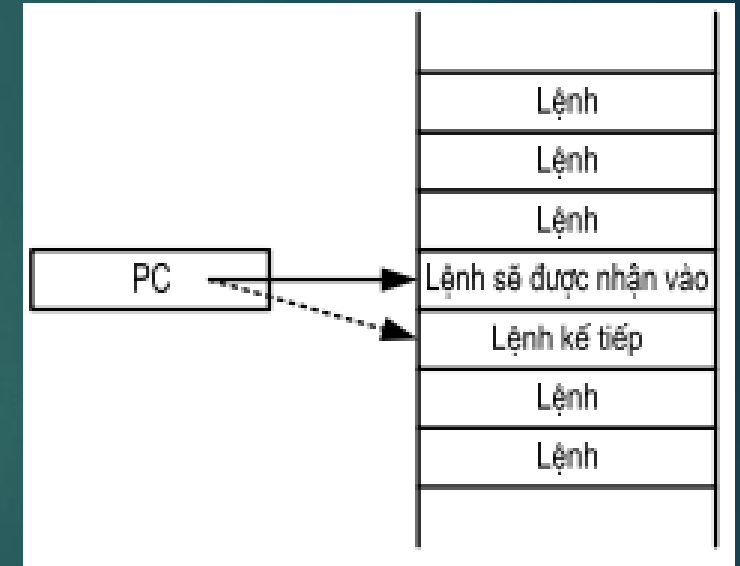 Lệnh
Lệnh
Lệnh
PC
Lệnh sẽ được nhận vào
Lệnh kế tiếp
Lệnh
Lệnh